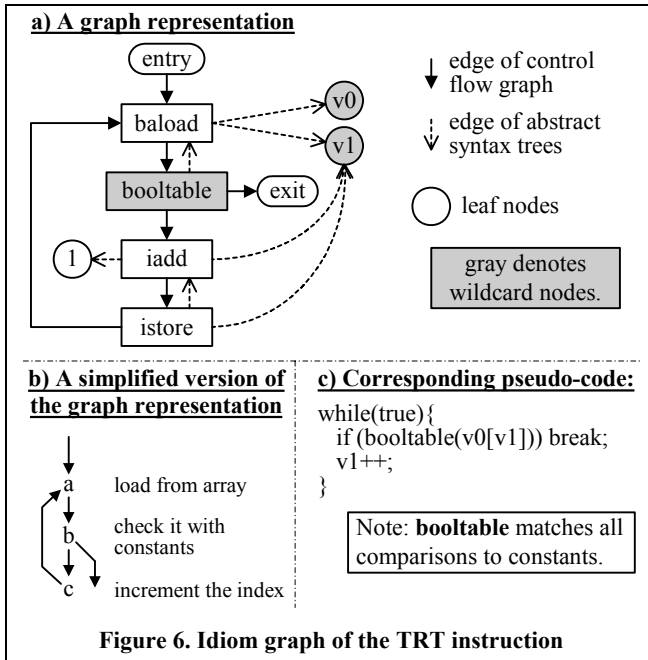 a) A graph representation
entry
baload
booltable
exit
1
iadd
istore
v0
v1
edge of control
flow graph
edge of abstract
syntax trees
leaf nodes
gray denotes
wildcard nodes.
b) A simplified version of
the graph representation
a
load from array
b
check it with
constants
c
increment the index
c) Corresponding pseudo-code:
while(true){
if (booltable(v0[v1])) break;
v1++;
}
Note: booltable matches all
comparisons to constants.
Figure 6. Idiom graph of the TRT instruction